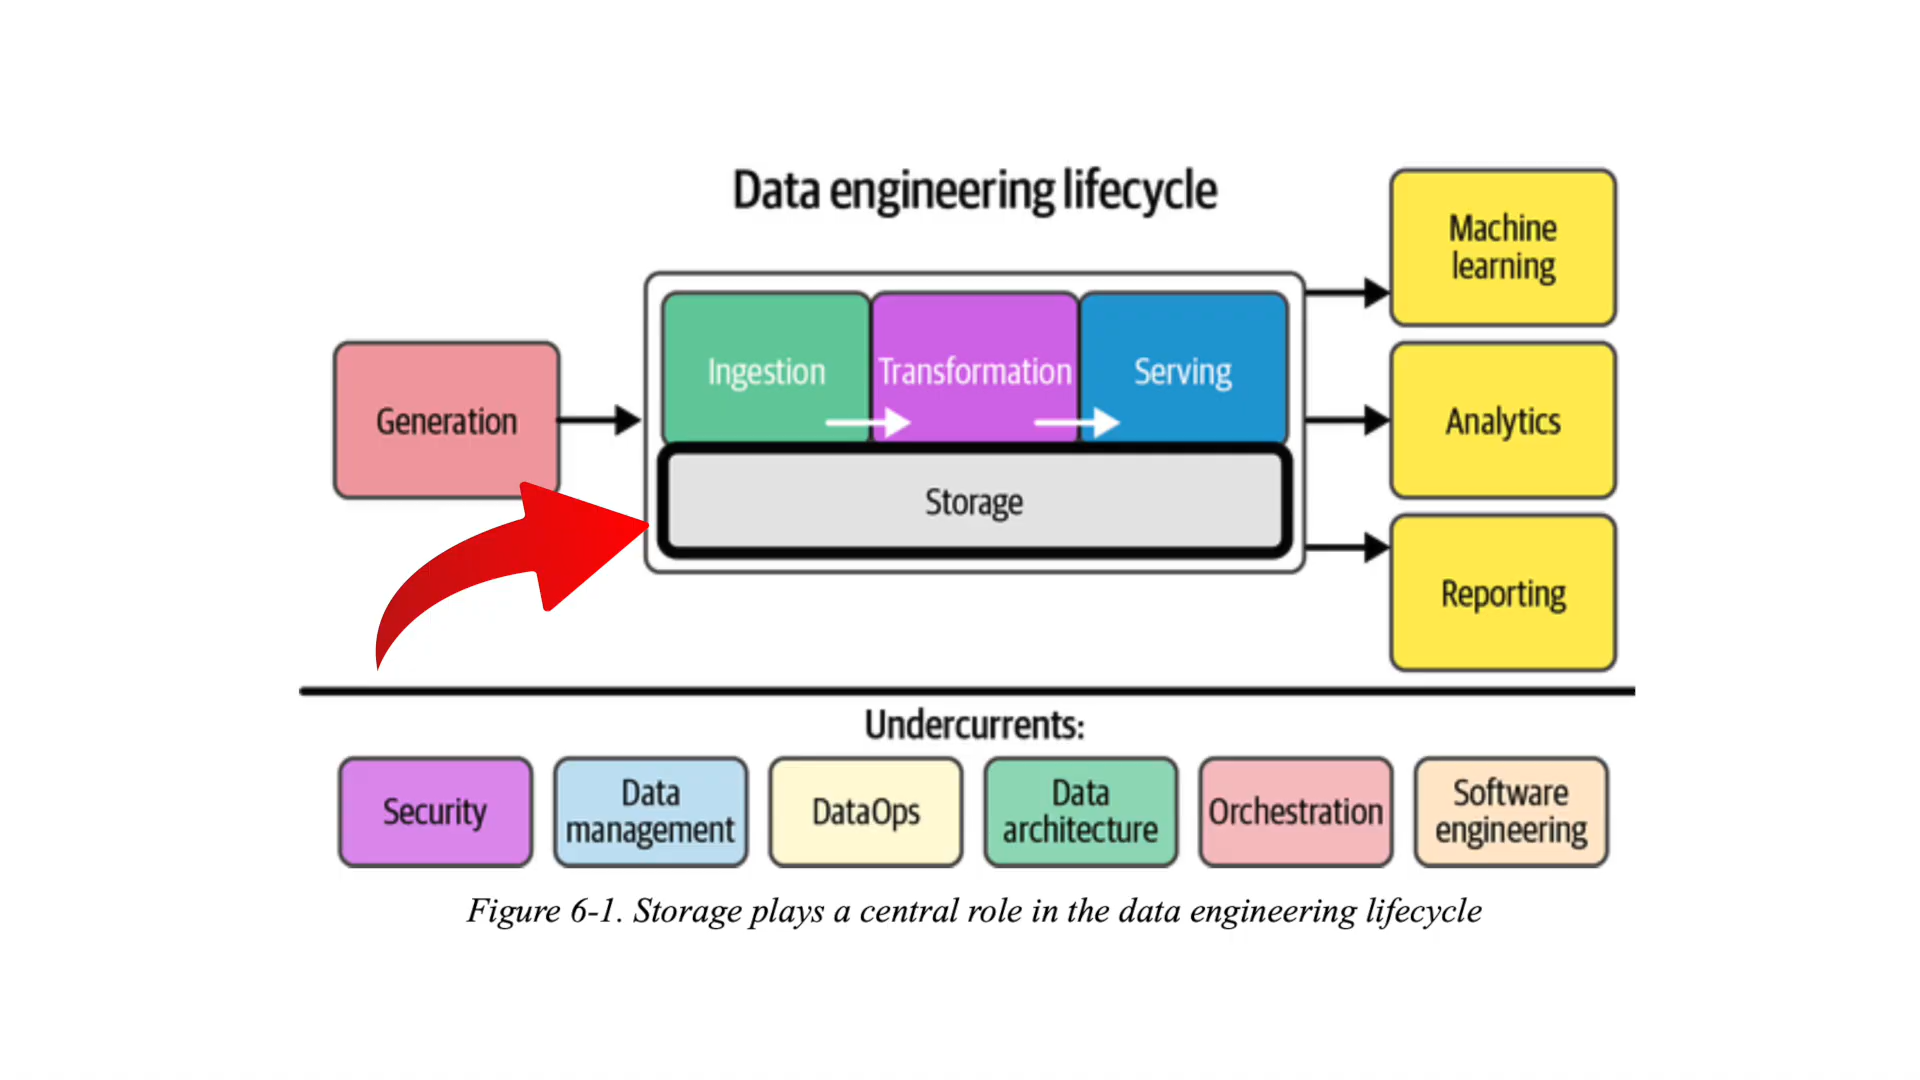 Data engineering lifecycle
Generation
Ingestion
Transformation
Serving
Storage
Machine
learning
Analytics
Reporting
Undercurrents:
Security
Data
management
DataOps
Data
architecture
Orchestration
Software
engineering
Figure 6-1. Storage plays a central role in the data engineering lifecycle